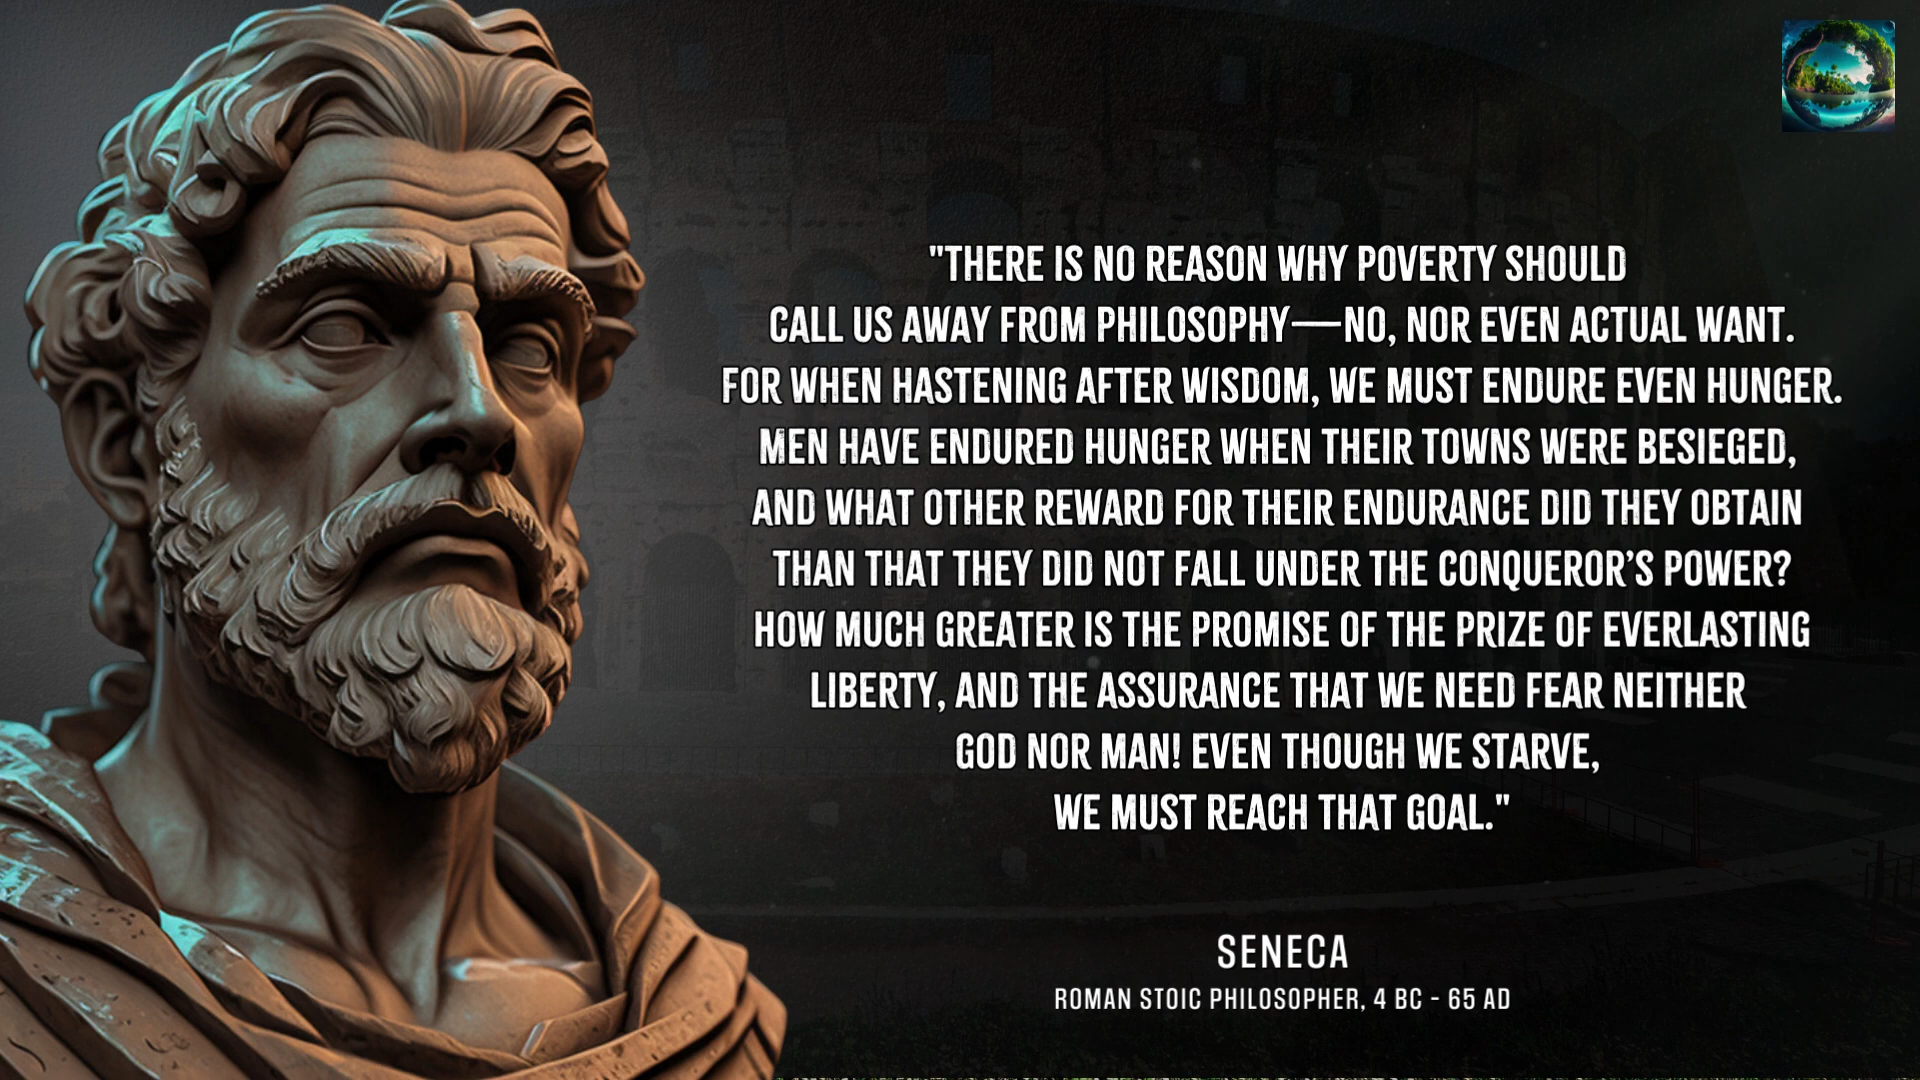 "THERE IS NO REASON WHY POVERTY SHOULD
CALL US AWAY FROM PHILOSOPHY—NO, NOR EVEN ACTUAL WANT.
FOR WHEN HASTENING AFTER WISDOM, WE MUST ENDURE EVEN HUNGER.
MEN HAVE ENDURED HUNGER WHEN THEIR TOWNS WERE BESIEGED,
AND WHAT OTHER REWARD FOR THEIR ENDURANCE DID THEY OBTAIN
THAN THAT THEY DID NOT FALL UNDER THE CONQUEROR’S POWER?
HOW MUCH GREATER IS THE PROMISE OF THE PRIZE OF EVERLASTING
LIBERTY, AND THE ASSURANCE THAT WE NEED FEAR NEITHER
GOD NOR MAN! EVEN THOUGH WE STARVE,
WE MUST REACH THAT GOAL."
SENECA
ROMAN STOIC PHILOSOPHER, 4 BC - 65 AD